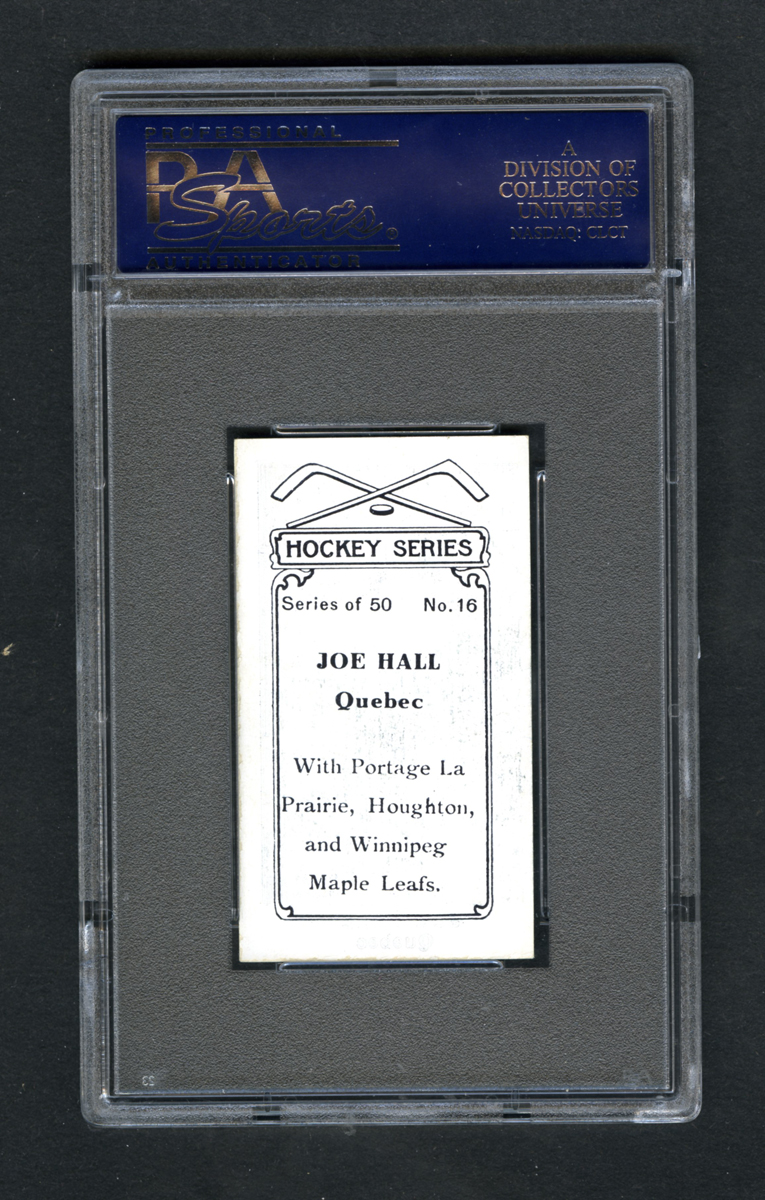 PROFESSIONAL
PSA
Sports.
AUTHENTICATOR
A
DIVISION OF
COLLECTORS
UNIVERSE
NASDAQ: CLCT
HOCKEY SERIES
Series of 50 No. 16
JOE HALL
Quebec
With Portage La
Prairie, Houghton,
and Winnipeg
Maple Leafs.